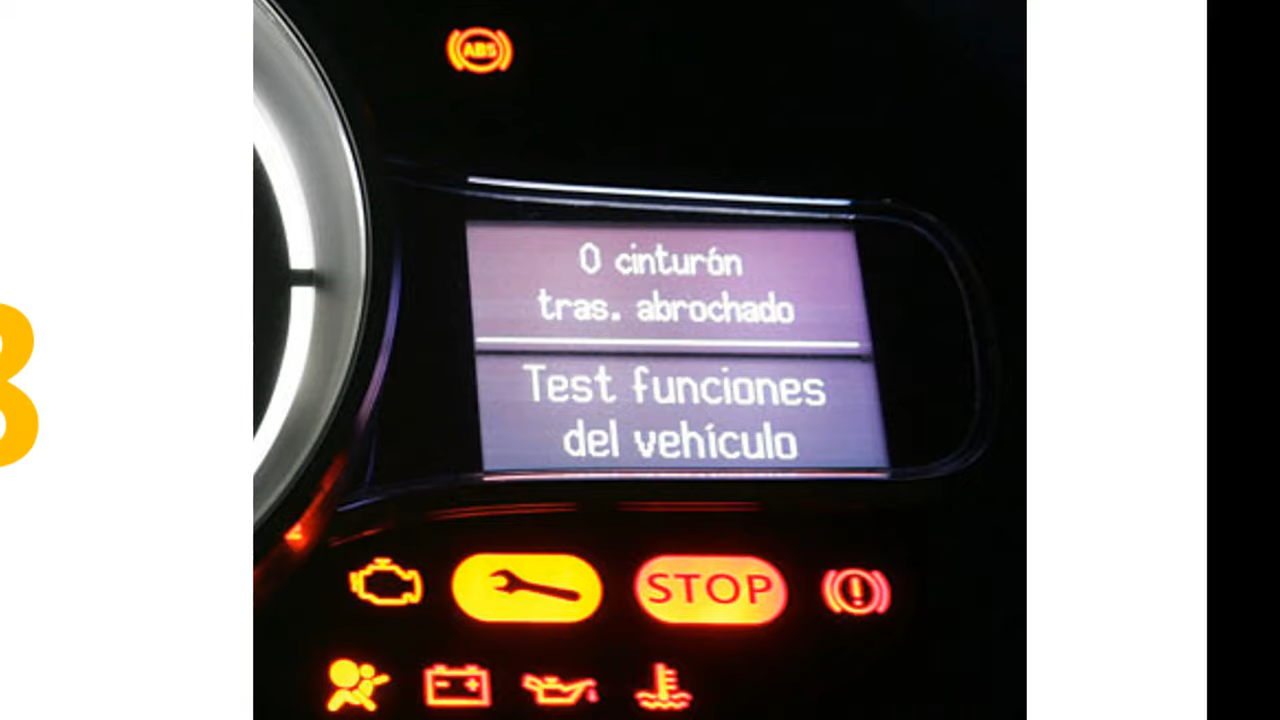 ABS
0 cinturón
tras. abrochado
Test funciones
del vehículo
STOP